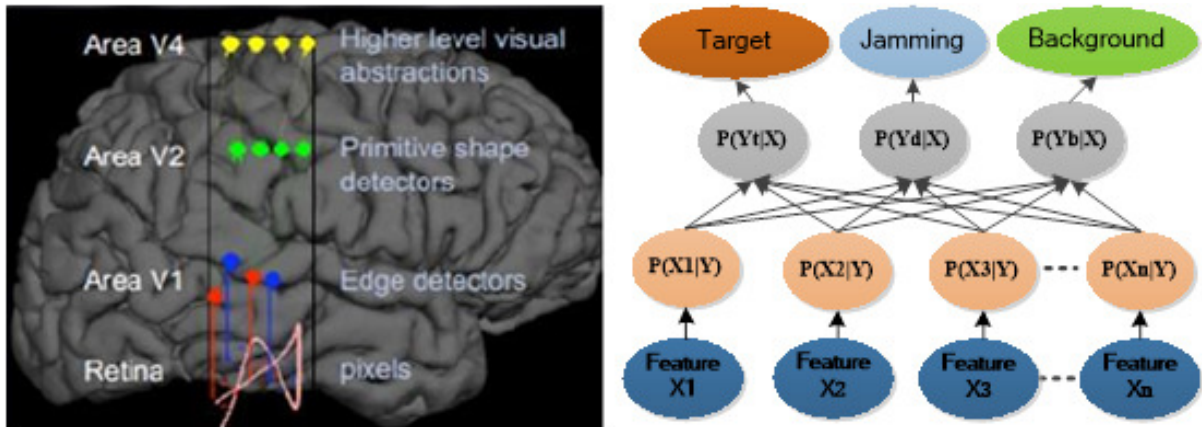 Area V4
Higher level visual
abstractions
Area V2
Primitive shape
detectors
Area V1
Edge detectors
Retina
pixels
Target
Jamming
Background
P(Yt|X)
P(Yd|X)
P(Yb|X)
P(X1|Y)
P(X2|Y)
P(X3|Y)
P(Xn|Y)
Feature
X1
Feature
X2
Feature
X3
Feature
Xn